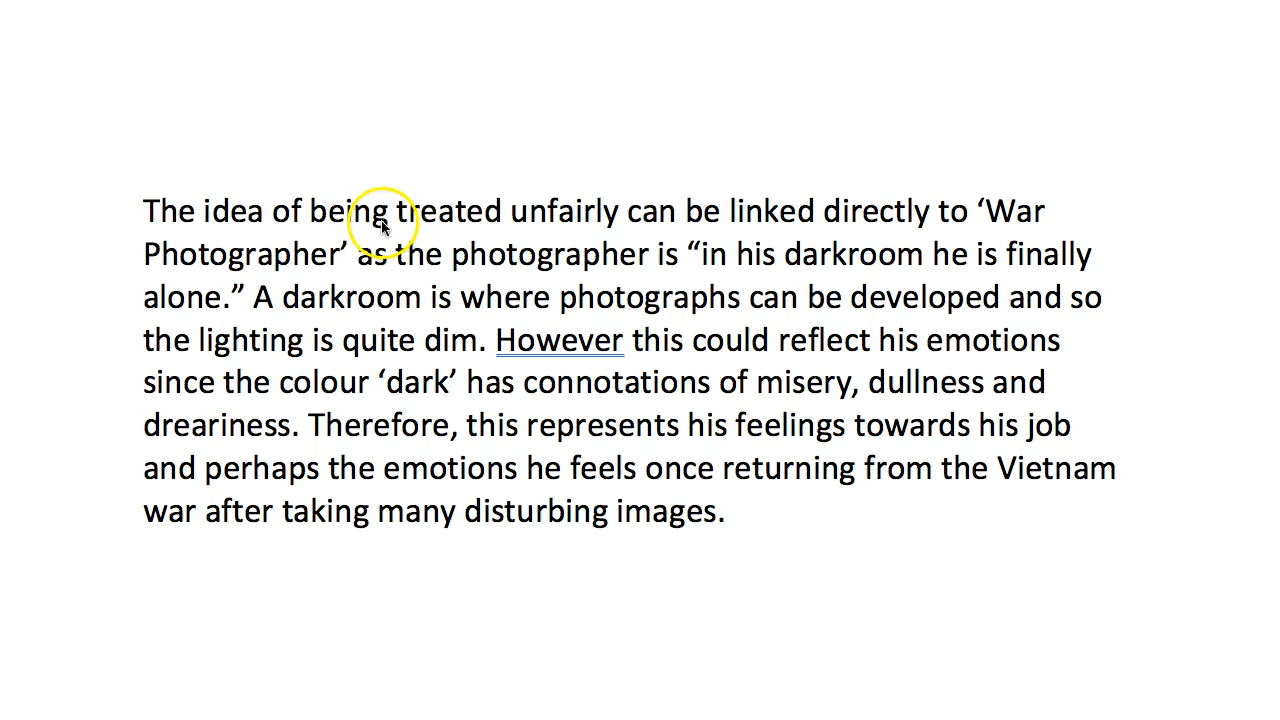 The idea of being treated unfairly can be linked directly to ‘War
Photographer’ as the photographer is “in his darkroom he is finally
alone.” A darkroom is where photographs can be developed and so
the lighting is quite dim. However this could reflect his emotions
since the colour ‘dark’ has connotations of misery, dullness and
dreariness. Therefore, this represents his feelings towards his job
and perhaps the emotions he feels once returning from the Vietnam
war after taking many disturbing images.